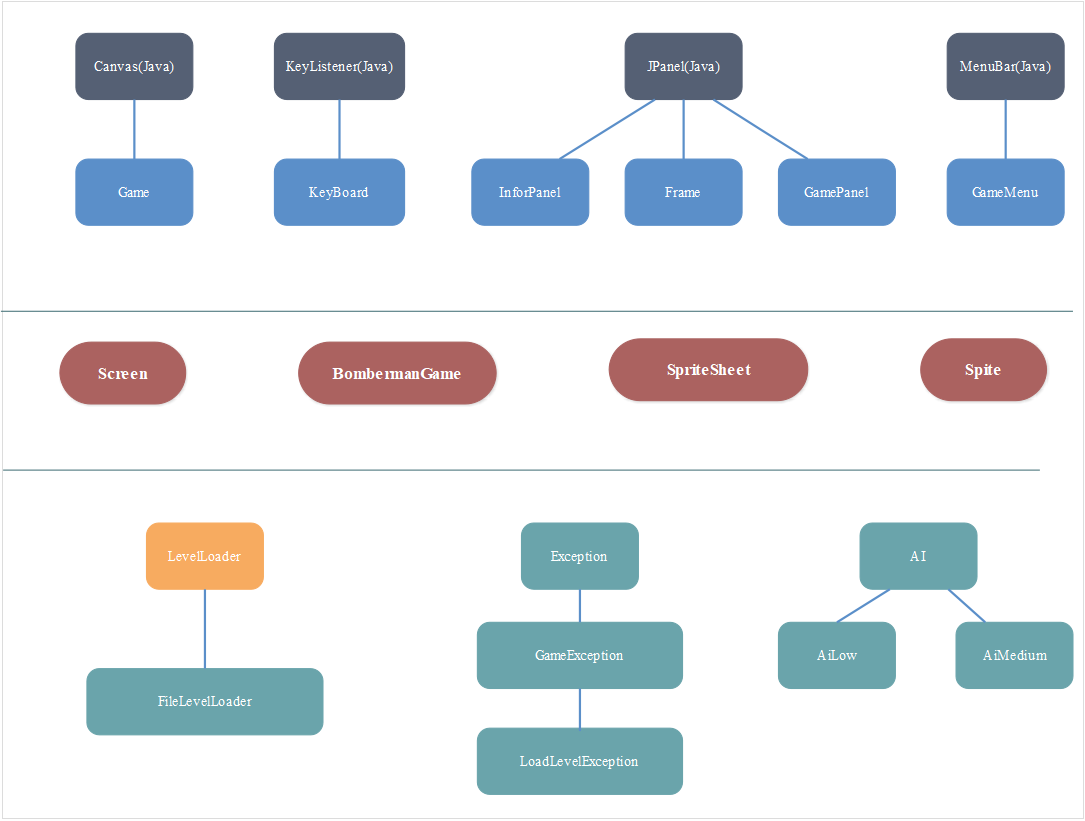 Canvas(Java)
KeyListener(Java)
JPanel(Java)
MenuBar(Java)
Game
KeyBoard
InforPanel
Frame
GamePanel
GameMenu
Screen
BombermanGame
SpriteSheet
Spite
LevelLoader
Exception
AI
GameException
AiLow
AiMedium
FileLevelLoader
LoadLevelException